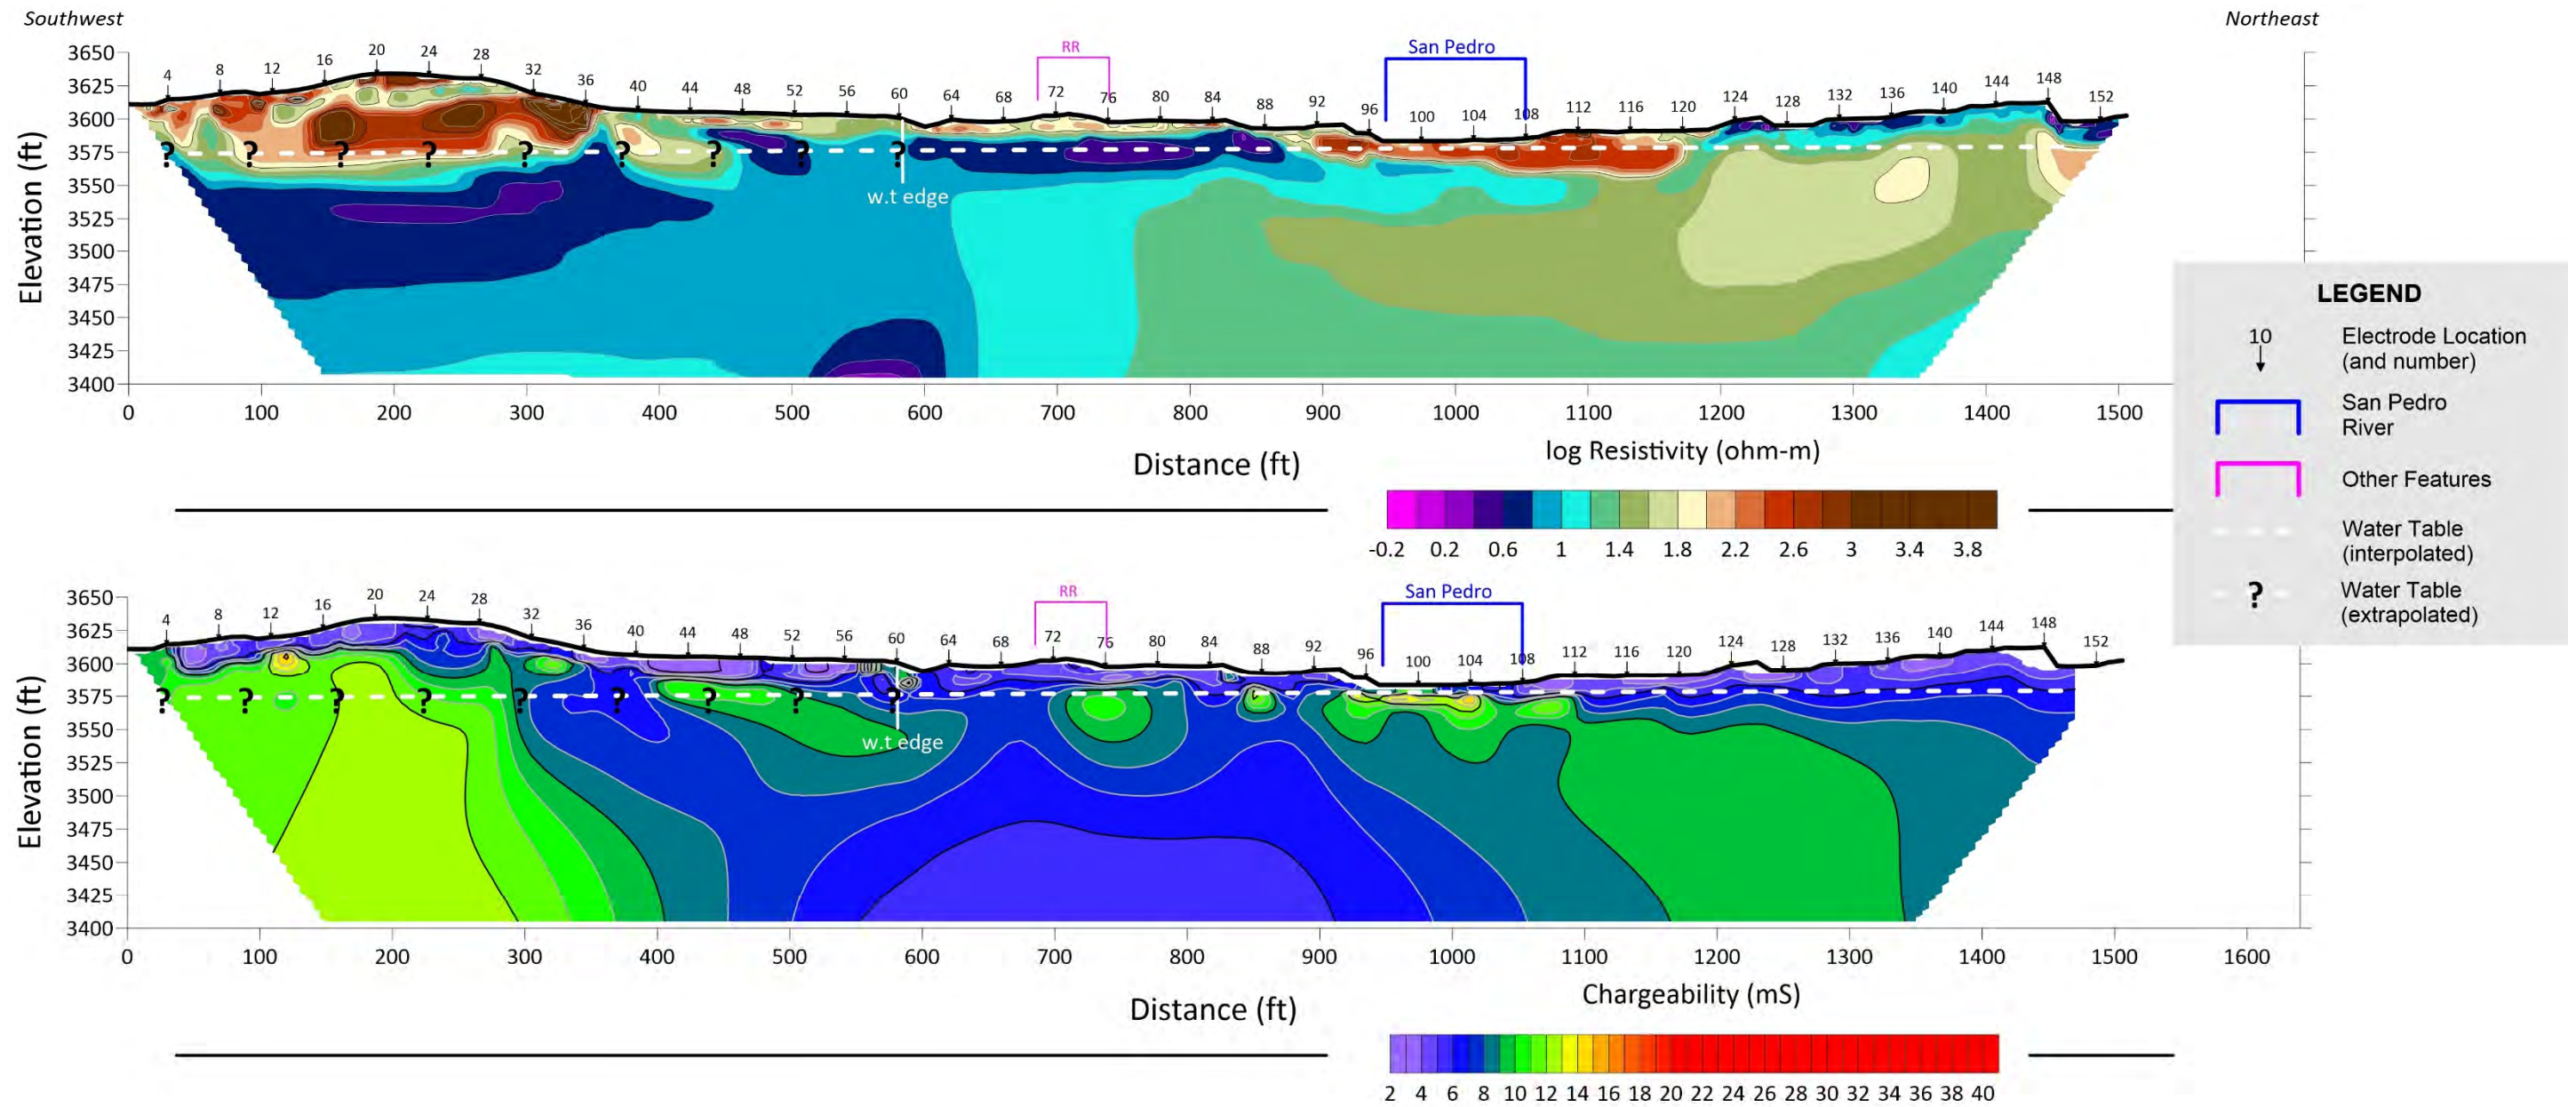 Southwest
Northeast
RR
San Pedro
4 8 12 16 20 24 28 32 36 40 44 48 52 56 60 64 68 72 76 80 84 88 92 96 100 104 108 112 116 120 124 128 132 136 140 144 148 152
3650
3625
3600
3575
3550
3525
3500
3475
3450
3425
3400
Elevation (ft)
? ? ? ? ? ? ? ? ?
w.t edge
0 100 200 300 400 500 600 700 800 900 1000 1100 1200 1300 1400 1500
Distance (ft)
log Resistivity (ohm-m)
-0.2 0.2 0.6 1 1.4 1.8 2.2 2.6 3 3.4 3.8
LEGEND
10
Electrode Location
(and number)
San Pedro
River
Other Features
Water Table
(interpolated)
?
Water Table
(extrapolated)
RR
San Pedro
4 8 12 16 20 24 28 32 36 40 44 48 52 56 60 64 68 72 76 80 84 88 92 96 100 104 108 112 116 120 124 128 132 136 140 144 148 152
3650
3625
3600
3575
3550
3525
3500
3475
3450
3425
3400
Elevation (ft)
? ? ? ? ? ? ? ? ?
w.t edge
0 100 200 300 400 500 600 700 800 900 1000 1100 1200 1300 1400 1500 1600
Distance (ft)
Chargeability (mS)
2 4 6 8 10 12 14 16 18 20 22 24 26 28 30 32 34 36 38 40